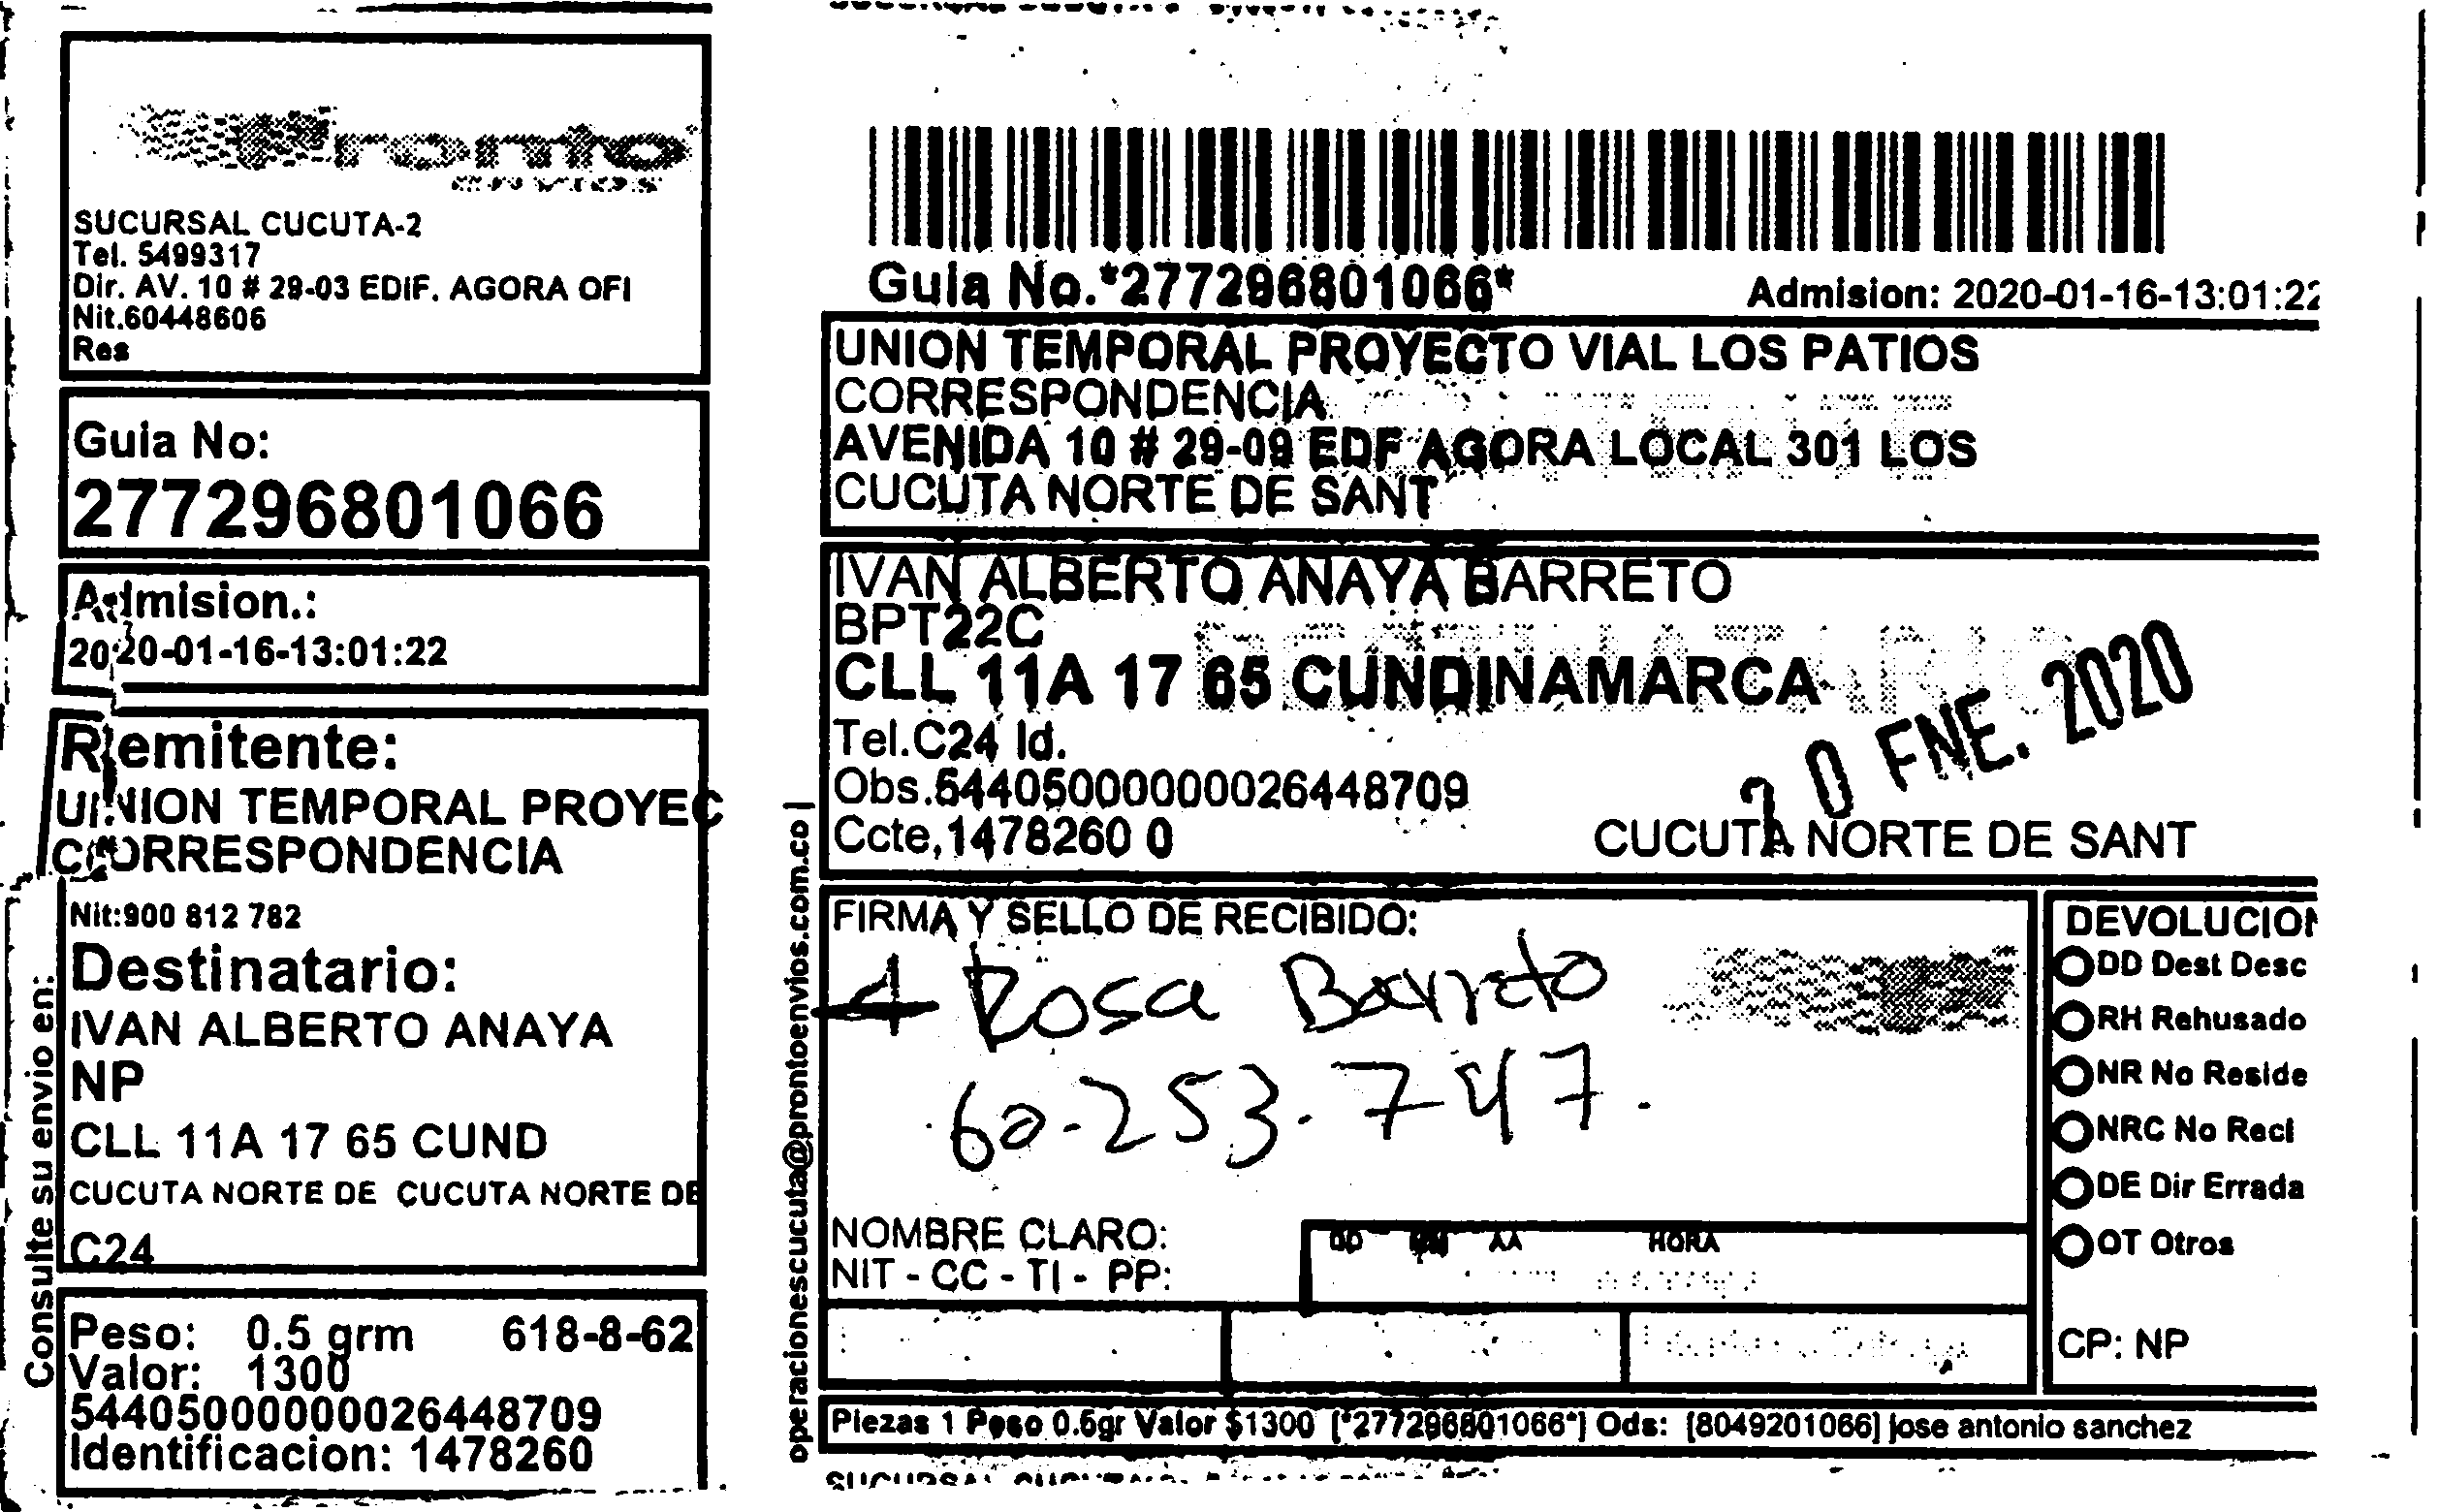 Pronto
envios
SUCURSAL CUCUTA-2
Tel. 5499317
Dir. AV. 10 # 29-03 EDIF. AGORA OFI
Nit.60448606
Res
Guia No:
277296801066
Admision.:
2020-01-16-13:01:22
Remitente:
UNION TEMPORAL PROYEC
CORRESPONDENCIA
Nit:900 812 782
Destinatario:
IVAN ALBERTO ANAYA
NP
CLL 11A 17 65 CUND
CUCUTA NORTE DE CUCUTA NORTE DE
C24
Peso: 0.5 grm 618-8-62
Valor: 1300
54405000000026448709
Identificacion: 1478260
Consulte su envio en:
operacionescucuta@prontoenvios.com.co |
Guia No.*277296801066*
Admision: 2020-01-16-13:01:22
UNION TEMPORAL PROYECTO VIAL LOS PATIOS
CORRESPONDENCIA
AVENIDA 10 # 29-09 EDF AGORA LOCAL 301 LOS
CUCUTA NORTE DE SANT
IVAN ALBERTO ANAYA BARRETO
BPT22C
DESTINATARIO
CLL 11A 17 65 CUNDINAMARCA
Tel.C24 Id.
20 ENE. 2020
Obs.54405000000026448709
Ccte,1478260 0
CUCUTA NORTE DE SANT
FIRMA Y SELLO DE RECIBIDO:
Rosa Barreto
60-253.747.
NOMBRE CLARO:
NIT - CC - TI - PP:
DD MM AA HORA
DEVOLUCION
DD Dest Desc
RH Rehusado
NR No Reside
NRC No Recl
DE Dir Errada
OT Otros
CP: NP
Piezas 1 Peso 0.5gr Valor $1300 [*277296801066*] Ods: [8049201066] jose antonio sanchez